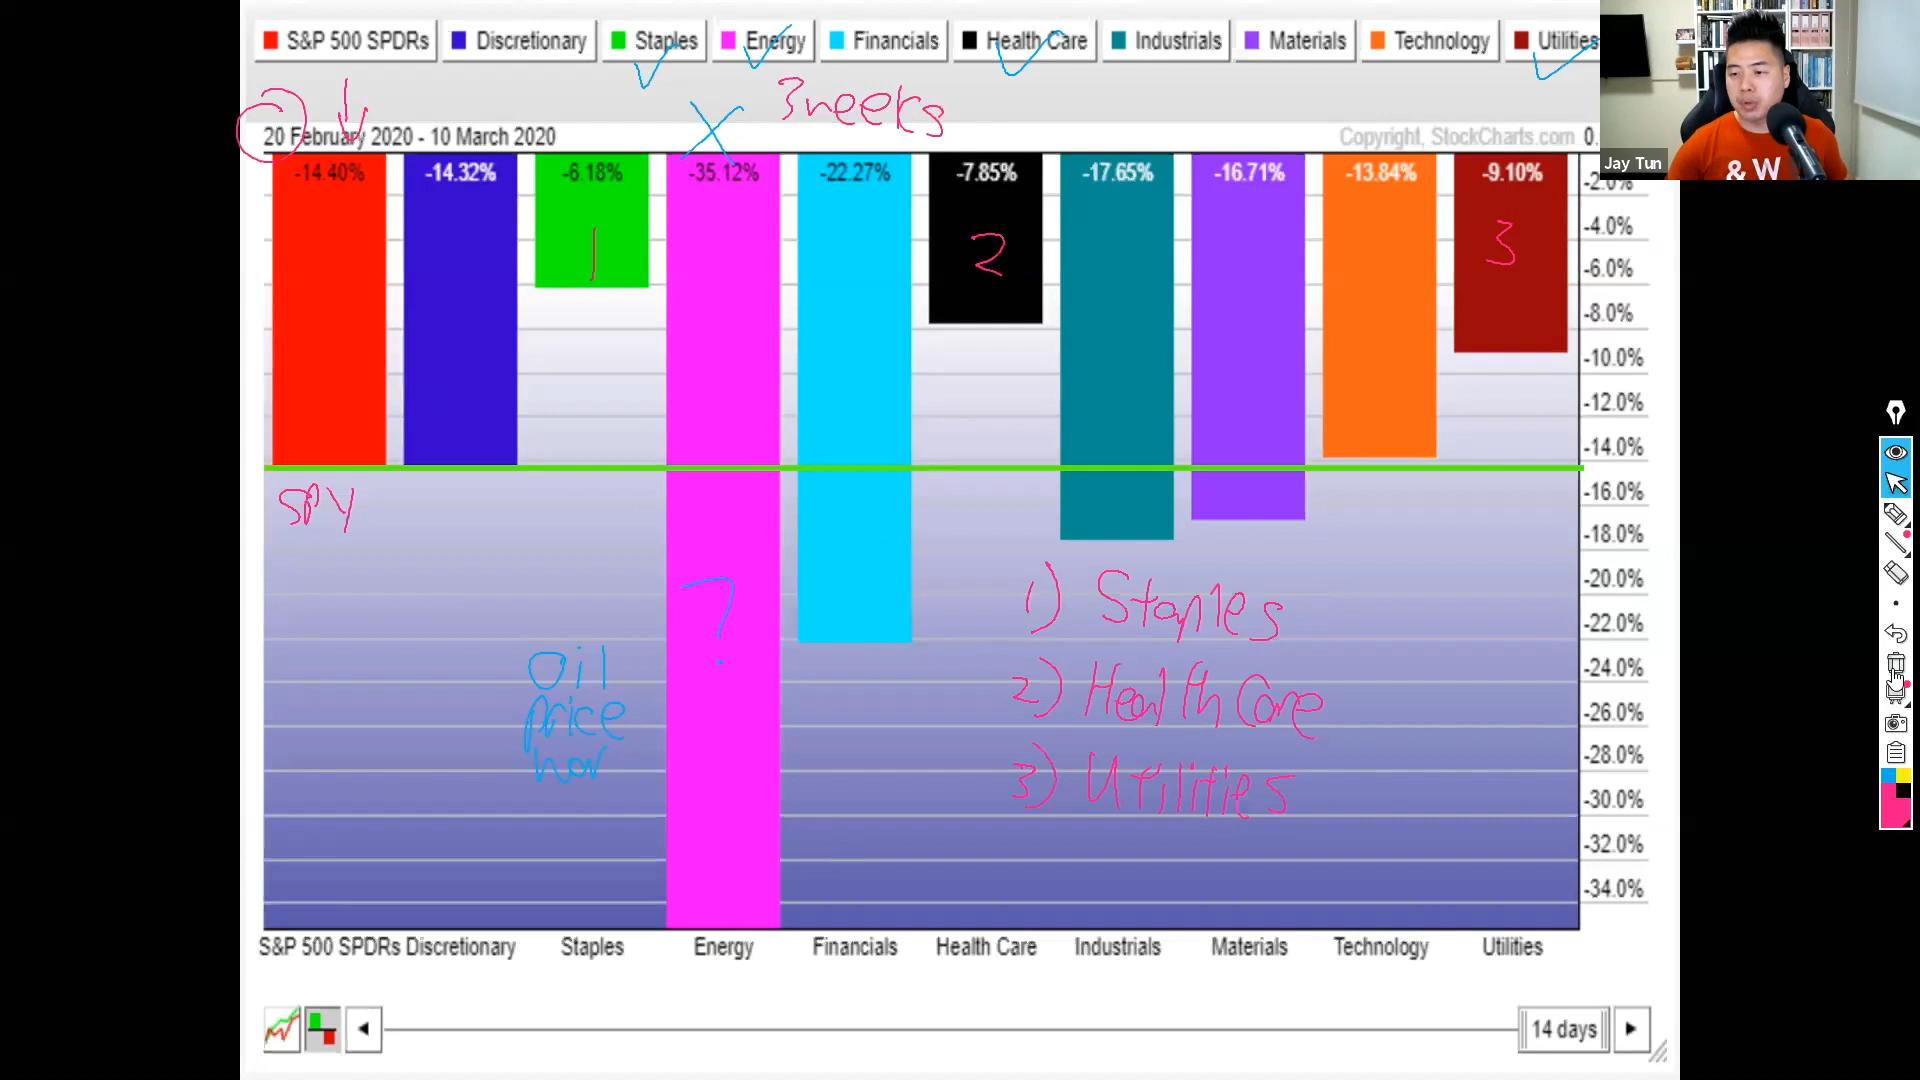 S&P 500 SPDRs Discretionary Staples Energy Financials Health Care Industrials Materials Technology Utilities
3 weeks
20 February 2020 - 10 March 2020 Copyright, StockCharts.com 0.
Jay Tun
& W
-14.40% -14.32% -6.18% -35.12% -22.27% -7.85% -17.65% -16.71% -13.84% -9.10%
-2.0%
-4.0%
1 2 3
-6.0%
-8.0%
-10.0%
-12.0%
-14.0%
-16.0%
SPY
-18.0%
-20.0%
?
1) Staples
-22.0%
-24.0%
oil
2) Health Care
price
-26.0%
-28.0%
3) Utilities
-30.0%
-32.0%
-34.0%
S&P 500 SPDRs Discretionary Staples Energy Financials Health Care Industrials Materials Technology Utilities
14 days